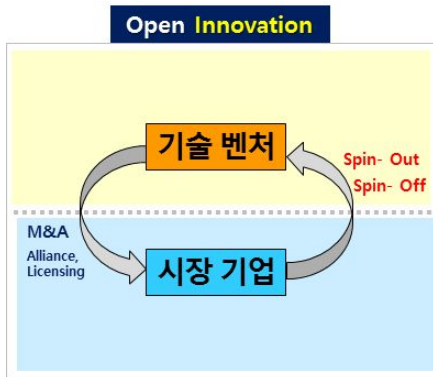 Open Innovation
기술 벤처
Spin- Out
Spin- Off
M&A
Alliance,
Licensing
시장 기업